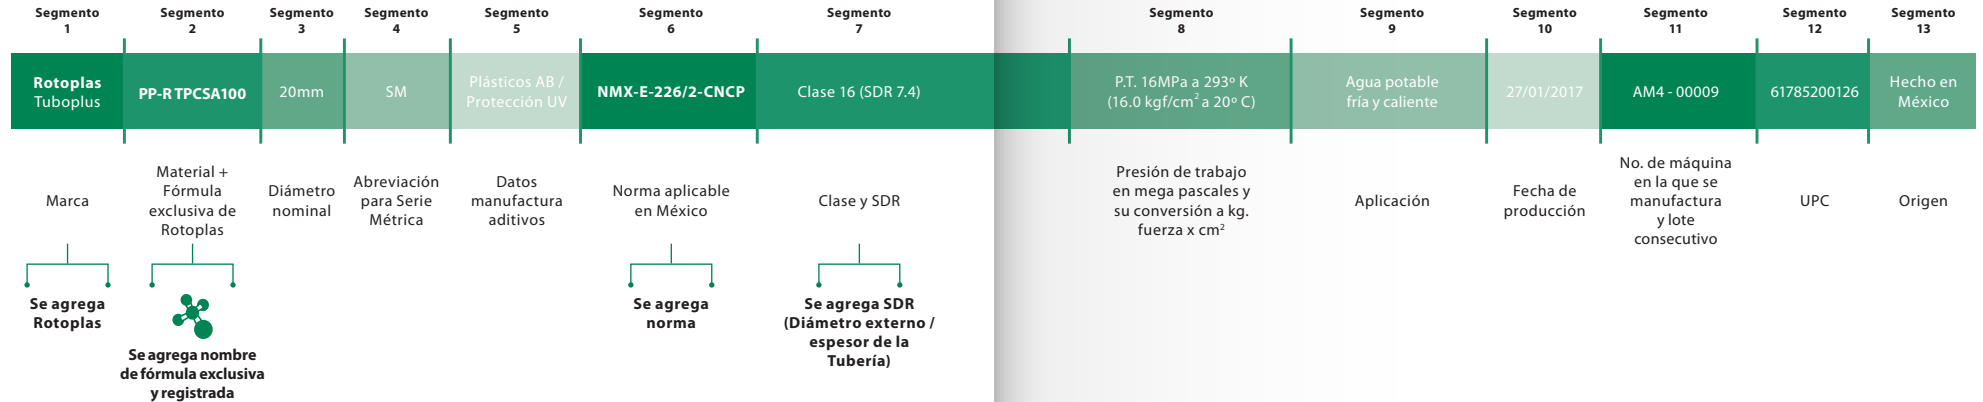 Segmento
1
Segmento
2
Segmento
3
Segmento
4
Segmento
5
Segmento
6
Segmento
7
Segmento
8
Segmento
9
Segmento
10
Segmento
11
Segmento
12
Segmento
13
Rotoplas
Tuboplus
PP-R TPCSA100
20mm
SM
Plásticos AB /
Protección UV
NMX-E-226/2-CNCP
Clase 16 (SDR 7.4)
P.T. 16MPa a 293º K
(16.0 kgf/cm² a 20º C)
Agua potable
fría y caliente
27/01/2017
AM4 - 00009
61785200126
Hecho en
México
Marca
Material +
Fórmula
exclusiva de
Rotoplas
Diámetro
nominal
Abreviación
para Serie
Métrica
Datos
manufactura
aditivos
Norma aplicable
en México
Clase y SDR
Presión de trabajo
en mega pascales y
su conversión a kg.
fuerza x cm²
Aplicación
Fecha de
producción
No. de máquina
en la que se
manufactura
y lote
consecutivo
UPC
Origen
Se agrega
Rotoplas
Se agrega nombre
de fórmula exclusiva
y registrada
Se agrega
norma
Se agrega SDR
(Diámetro externo /
espesor de la
Tubería)